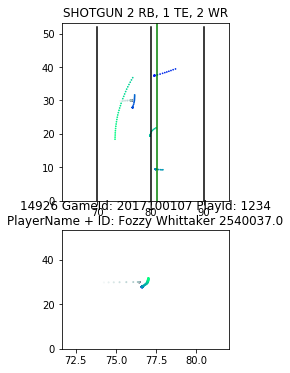 SHOTGUN 2 RB, 1 TE, 2 WR
50
40
30
20
10
0
70 80 90
14926 GameId: 2017100107 PlayId: 1234
PlayerName + ID: Fozzy Whittaker 2540037.0
40
20
0
72.5 75.0 77.5 80.0